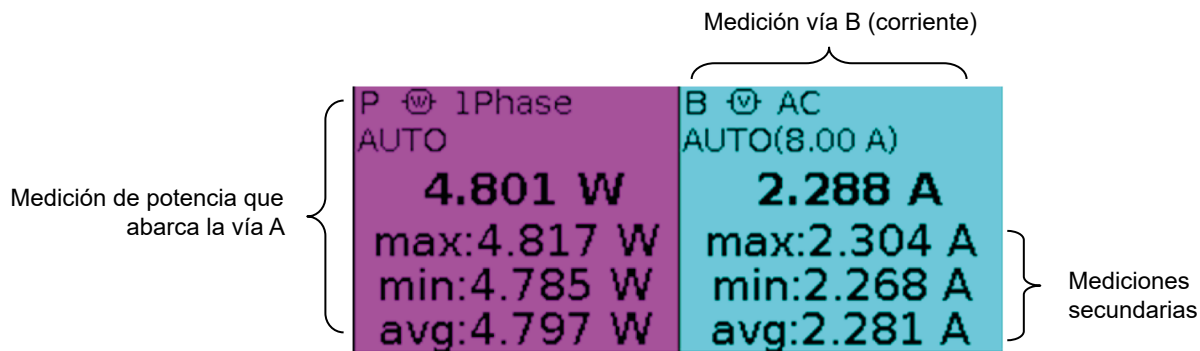 Medición vía B (corriente)
P W 1Phase
AUTO
4.801 W
max:4.817 W
min:4.785 W
avg:4.797 W
B V AC
AUTO(8.00 A)
2.288 A
max:2.304 A
min:2.268 A
avg:2.281 A
Medición de potencia que
abarca la vía A
Mediciones
secundarias